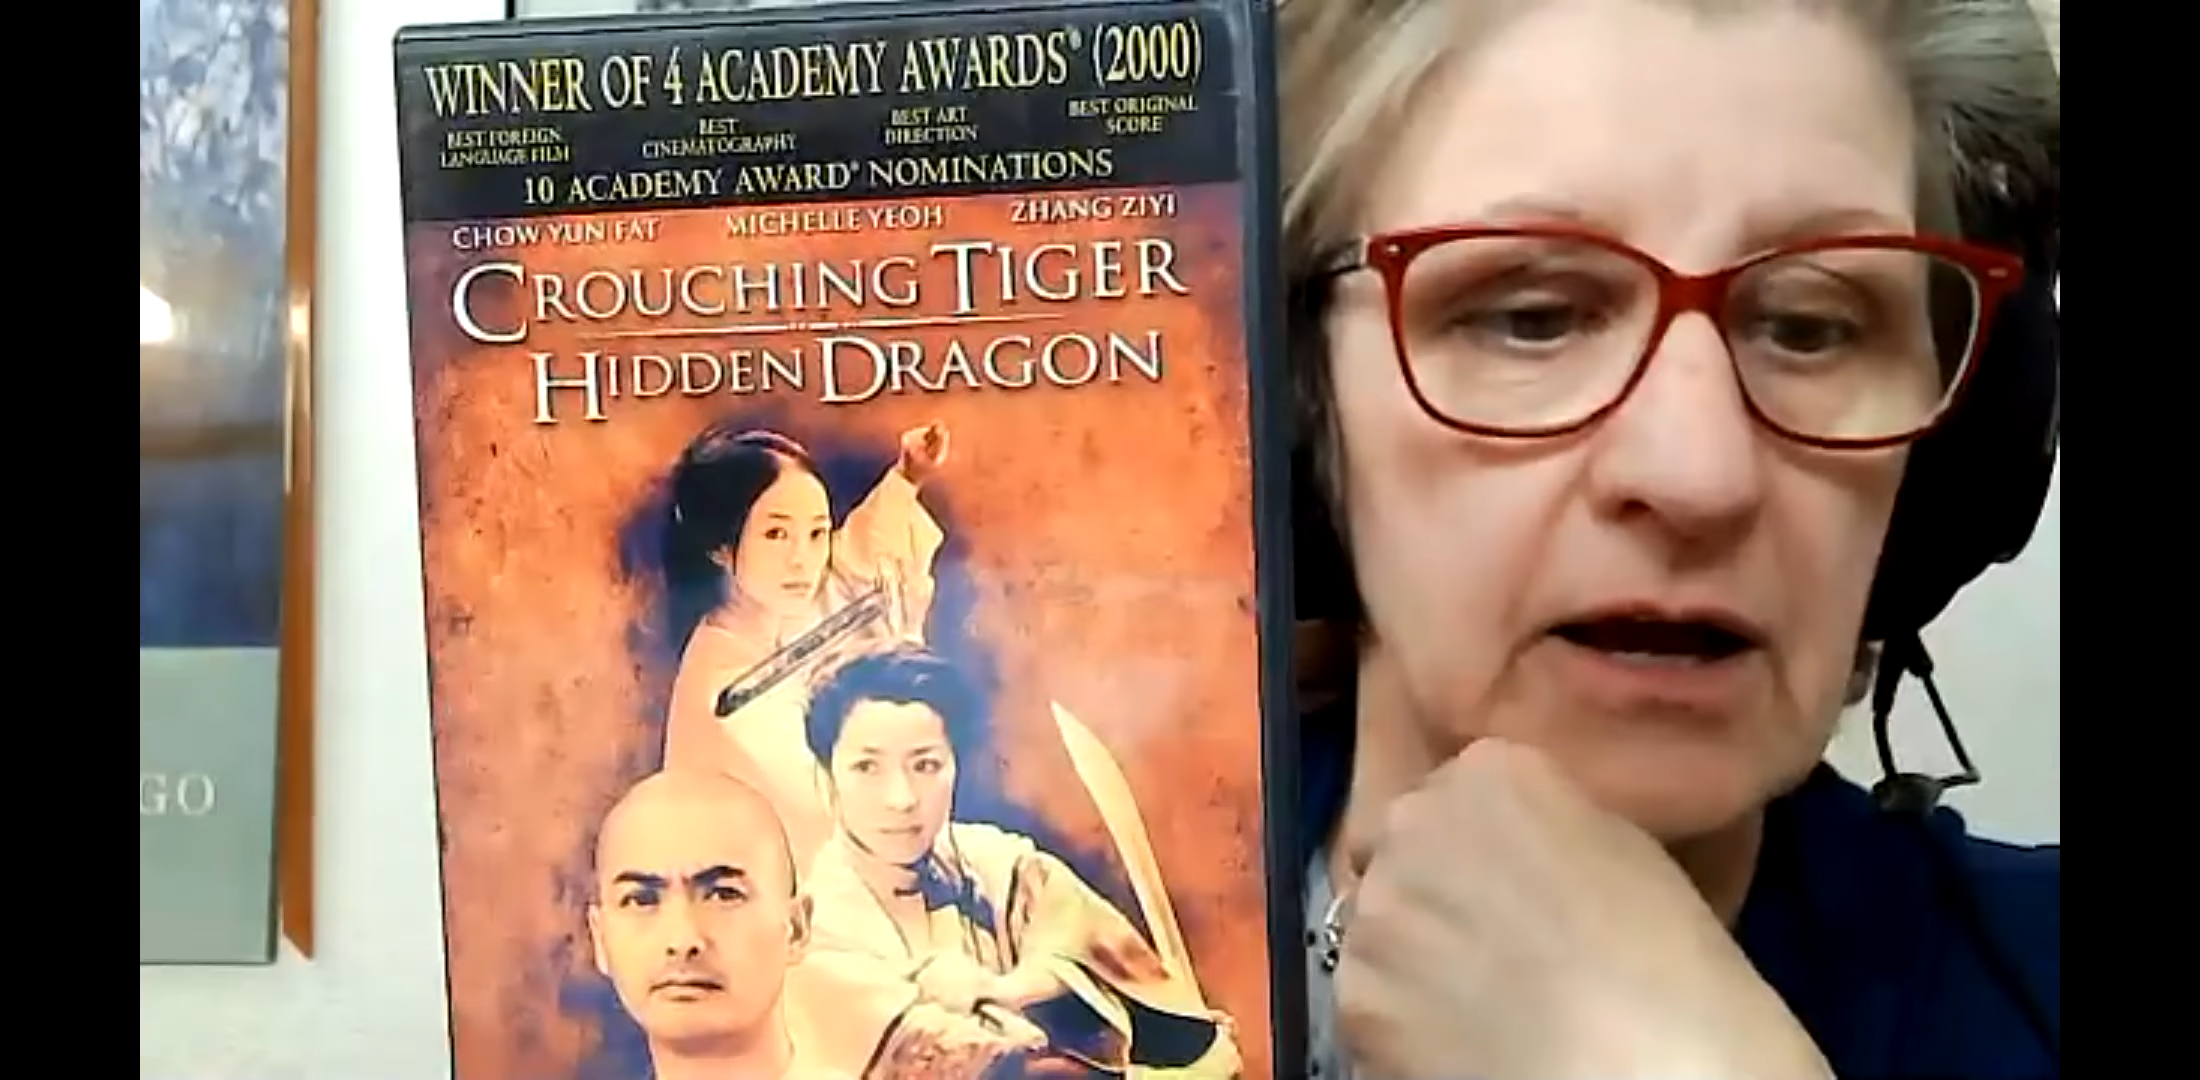 WINNER OF 4 ACADEMY AWARDS® (2000)
BEST FOREIGN LANGUAGE FILM
BEST CINEMATOGRAPHY
BEST ART DIRECTION
BEST ORIGINAL SCORE
10 ACADEMY AWARD® NOMINATIONS
CHOW YUN FAT MICHELLE YEOH ZHANG ZIYI
CROUCHING TIGER
HIDDEN DRAGON
GO